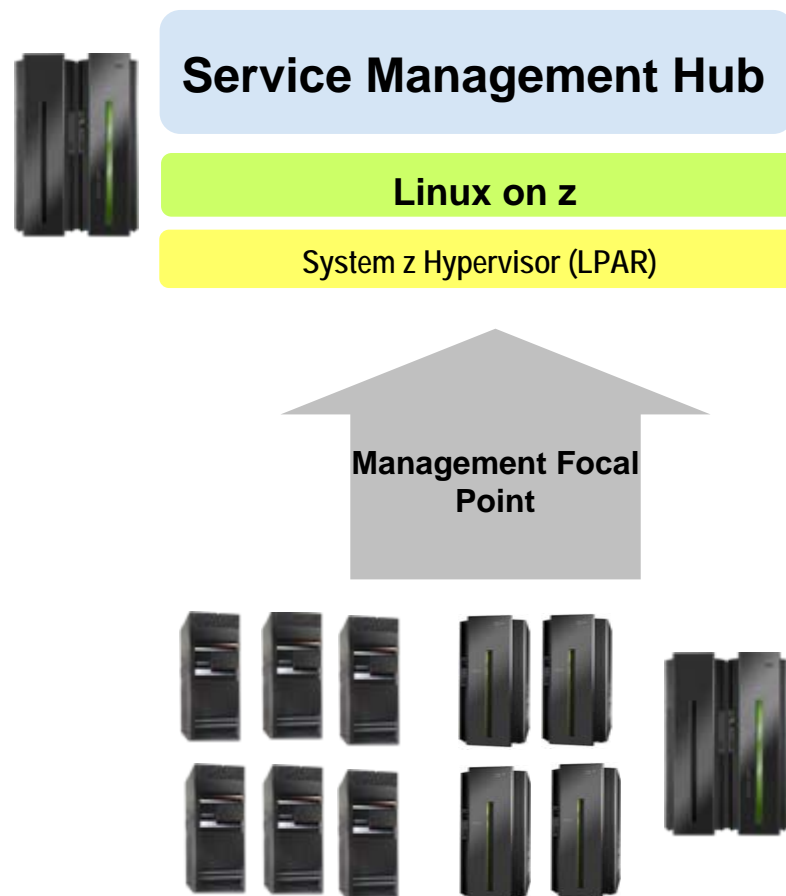 Service Management Hub
Linux on z
System z Hypervisor (LPAR)
Management Focal
Point